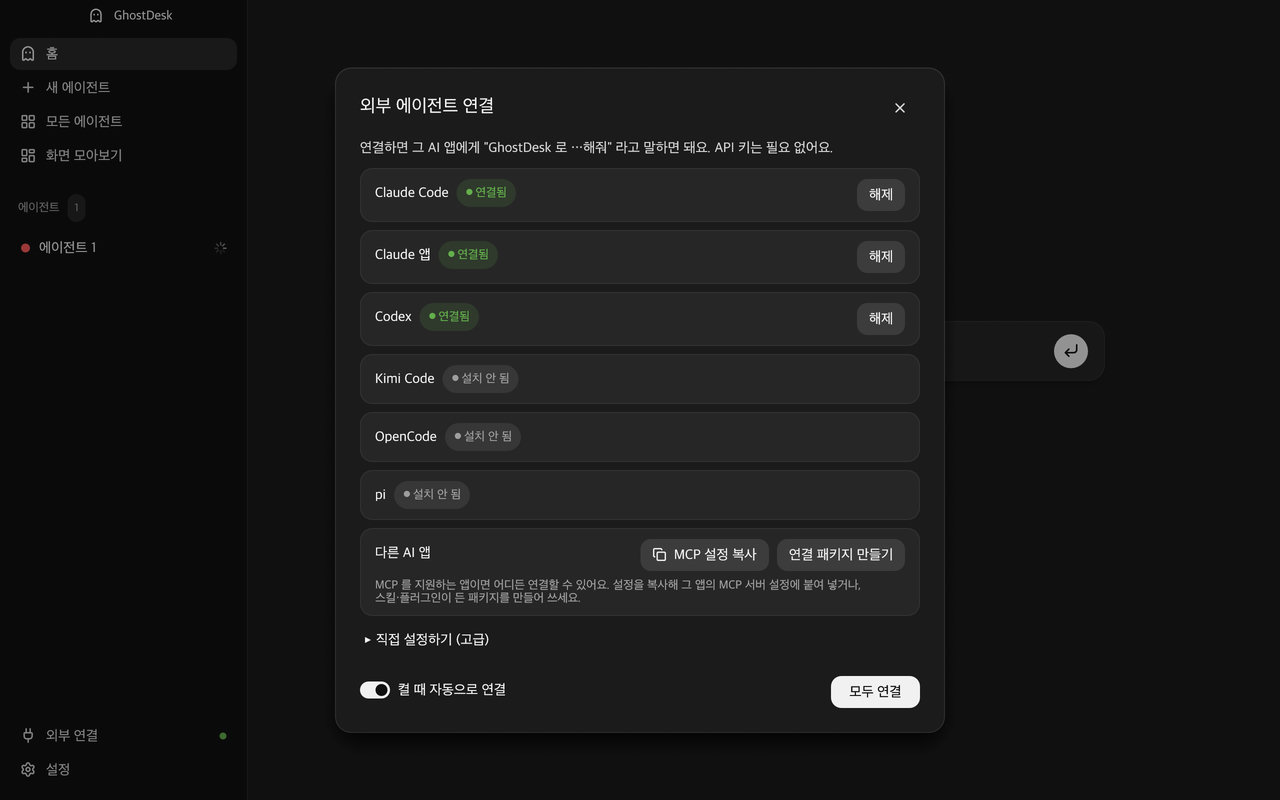 GhostDesk
홈
새 에이전트
모든 에이전트
화면 모아보기
에이전트 1
에이전트 1
외부 연결
설정
외부 에이전트 연결
연결하면 그 AI 앱에게 "GhostDesk 로 …해줘" 라고 말하면 돼요. API 키는 필요 없어요.
Claude Code 연결됨 해제
Claude 앱 연결됨 해제
Codex 연결됨 해제
Kimi Code 설치 안 됨
OpenCode 설치 안 됨
pi 설치 안 됨
다른 AI 앱 MCP 설정 복사 연결 패키지 만들기
MCP 를 지원하는 앱이면 어디든 연결할 수 있어요. 설정을 복사해 그 앱의 MCP 서버 설정에 붙여 넣거나,
스킬·플러그인이 든 패키지를 만들어 쓰세요.
직접 설정하기 (고급)
켤 때 자동으로 연결 모두 연결